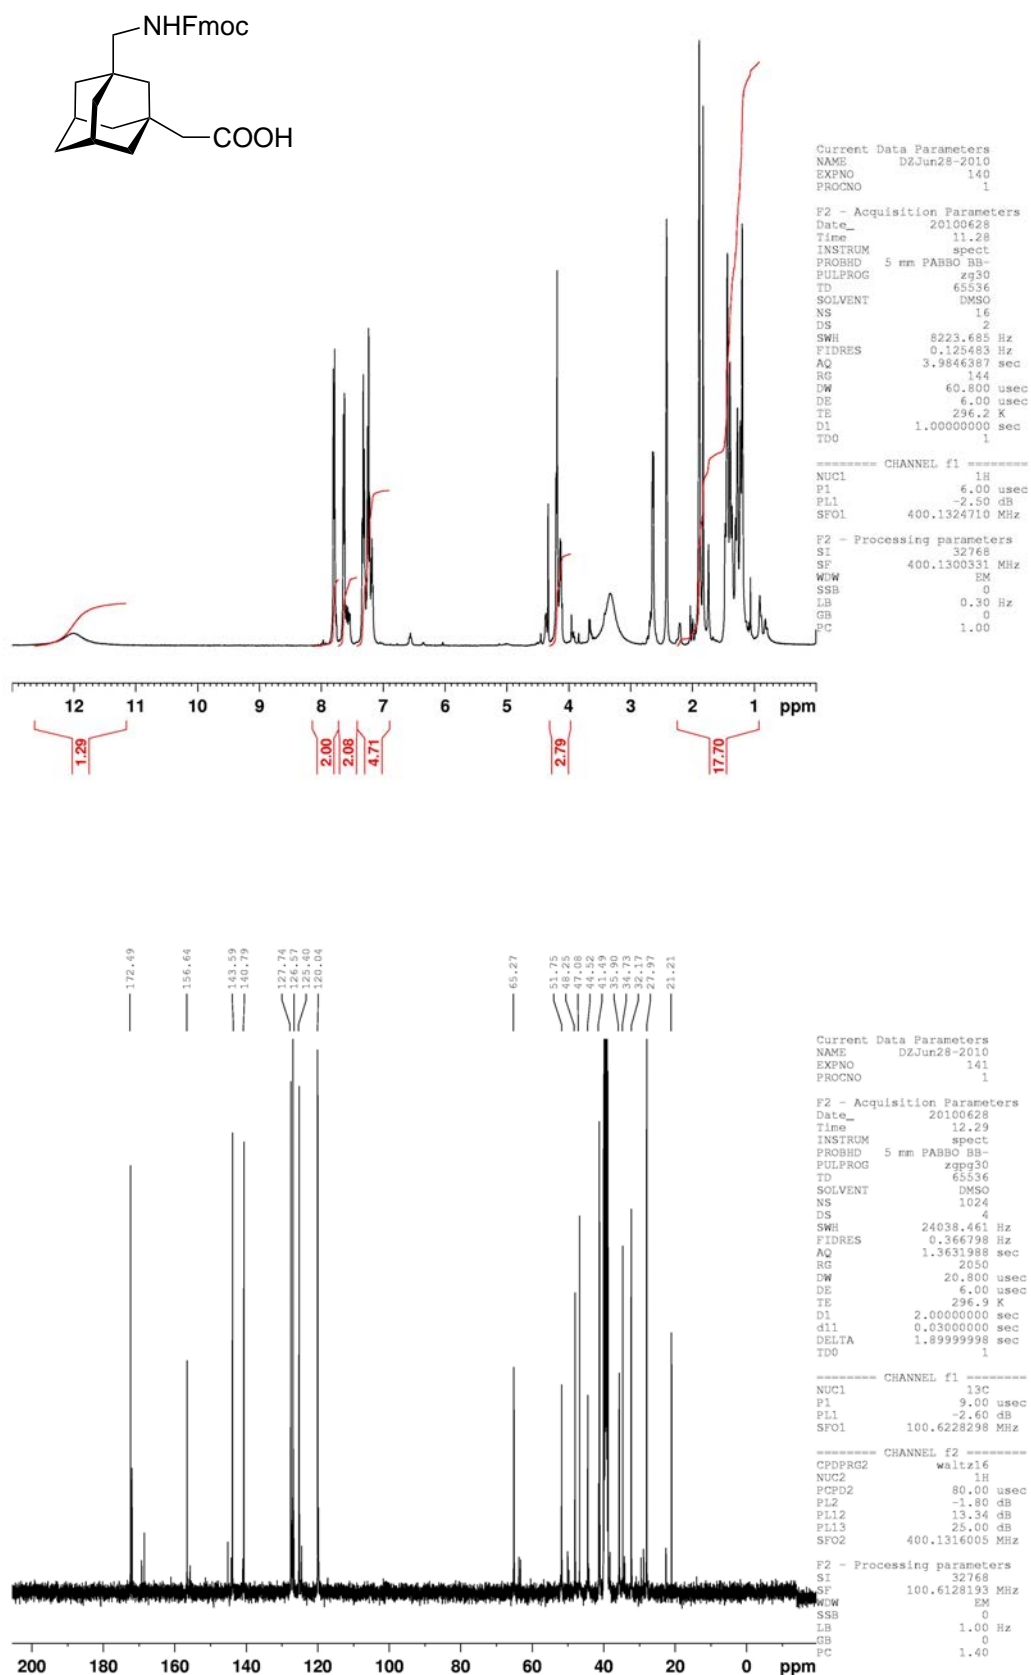 NHFmoc
COOH
Current Data Parameters
NAME DZJun28-2010
EXPNO 140
PROCNO 1
F2 - Acquisition Parameters
Date_ 20100628
Time 11.28
INSTRUM spect
PROBHD 5 mm PABBO BB-
PULPROG zg30
TD 65536
SOLVENT DMSO
NS 16
DS 2
SWH 8223.685 Hz
FIDRES 0.125483 Hz
AQ 3.9846387 sec
RG 144
DW 60.800 usec
DE 6.00 usec
TE 296.2 K
D1 1.00000000 sec
TD0 1
======== CHANNEL f1 ========
NUC1 1H
P1 6.00 usec
PL1 -2.50 dB
SFO1 400.1324710 MHz
F2 - Processing parameters
SI 32768
SF 400.1300331 MHz
WDW EM
SSB 0
LB 0.30 Hz
GB 0
PC 1.00
12 11 10 9 8 7 6 5 4 3 2 1 ppm
1.29 2.00 2.08 4.71 2.79 17.70
172.49 156.64 143.59 140.79 127.74 126.57 125.40 120.04 65.27 51.75 48.25 47.08 44.52 41.49 35.90 34.73 32.17 27.97 21.21
Current Data Parameters
NAME DZJun28-2010
EXPNO 141
PROCNO 1
F2 - Acquisition Parameters
Date_ 20100628
Time 12.29
INSTRUM spect
PROBHD 5 mm PABBO BB-
PULPROG zgpg30
TD 65536
SOLVENT DMSO
NS 1024
DS 4
SWH 24038.461 Hz
FIDRES 0.366798 Hz
AQ 1.3631988 sec
RG 2050
DW 20.800 usec
DE 6.00 usec
TE 296.9 K
D1 2.00000000 sec
d11 0.03000000 sec
DELTA 1.89999998 sec
TD0 1
======== CHANNEL f1 ========
NUC1 13C
P1 9.00 usec
PL1 -2.60 dB
SFO1 100.6228298 MHz
======== CHANNEL f2 ========
CPDPRG2 waltz16
NUC2 1H
PCPD2 80.00 usec
PL2 -1.80 dB
PL12 13.34 dB
PL13 25.00 dB
SFO2 400.1316005 MHz
F2 - Processing parameters
SI 32768
SF 100.6128193 MHz
WDW EM
SSB 0
LB 1.00 Hz
GB 0
PC 1.40
200 180 160 140 120 100 80 60 40 20 0 ppm